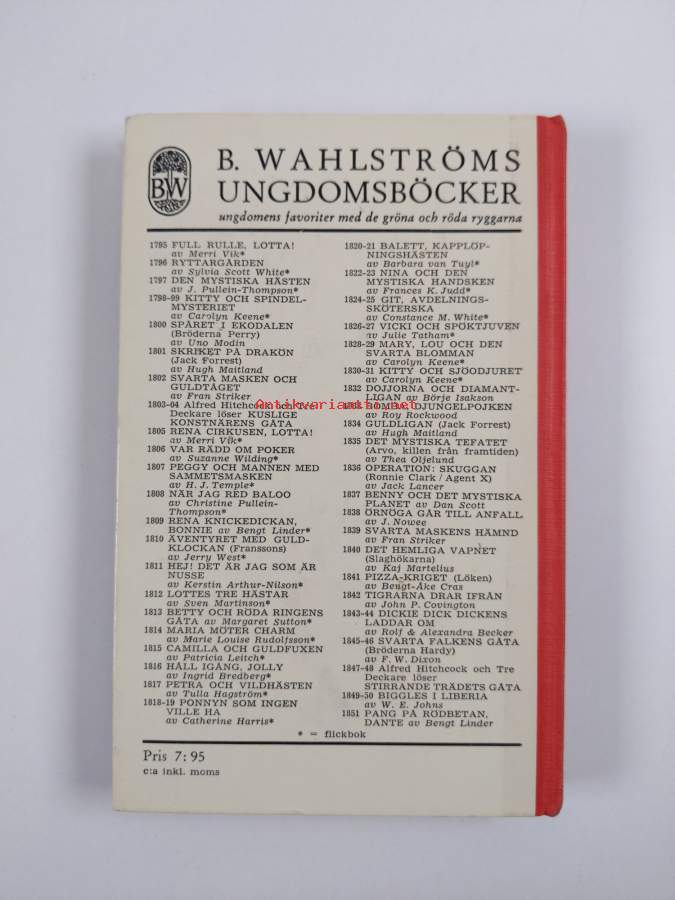 BW
B. WAHLSTRÖMS
UNGDOMSBÖCKER
ungdomens favoriter med de gröna och röda ryggarna
1795 FULL RULLE, LOTTA!
av Merri Vik*
1796 RYTTARGÅRDEN
av Sylvia Scott White*
1797 DEN MYSTISKA HÄSTEN
av J. Pullein-Thompson*
1798-99 KITTY OCH SPINDEL-
MYSTERIET
av Carolyn Keene*
1800 SPÅRET I EKODALEN
(Bröderna Perry)
av Uno Modin
1801 SKRIKET PÅ DRAKÖN
(Jack Forrest)
av Hugh Maitland
1802 SVARTA MASKEN OCH
GULDTÅGET
av Fran Striker
1803-04 Alfred Hitchcock och Tre
Deckare löser KUSLIGE
KONSTNÄRENS GÅTA
1805 RENA CIRKUSEN, LOTTA!
av Merri Vik*
1806 VAR RÄDD OM POKER
av Suzanne Wilding*
1807 PEGGY OCH MANNEN MED
SAMMETSMASKEN
av H. J. Temple*
1808 NÄR JAG RED BALOO
av Christine Pullein-
Thompson*
1809 RENA KNICKEDICKAN,
BONNIE av Bengt Linder*
1810 ÄVENTYRET MED GULD-
KLOCKAN (Franssons)
av Jerry West*
1811 HEJ! DET ÄR JAG SOM ÄR
NUSSE
av Kerstin Arthur-Nilson*
1812 LOTTES TRE HÄSTAR
av Sven Martinson*
1813 BETTY OCH RÖDA RINGENS
GÅTA av Margaret Sutton*
1814 MARIA MÖTER CHARM
av Marie Louise Rudolfsson*
1815 CAMILLA OCH GULDFUXEN
av Patricia Leitch*
1816 HÅLL IGÅNG, JOLLY
av Ingrid Bredberg*
1817 PETRA OCH VILDHÄSTEN
av Tulla Hagström*
1818-19 PONNYN SOM INGEN
VILLE HA
av Catherine Harris*
1820-21 BALETT, KAPPLÖP-
NINGSHÄSTEN
av Barbara van Tuyl*
1822-23 NINA OCH DEN
MYSTISKA HANDSKEN
av Frances K. Judd*
1824-25 GIT, AVDELNINGS-
SKÖTERSKA
av Constance M. White*
1826-27 VICKI OCH SPÖKTJUVEN
av Julie Tatham*
1828-29 MARY, LOU OCH DEN
SVARTA BLOMMAN
av Carolyn Keene*
1830-31 KITTY OCH SJÖODJURET
av Carolyn Keene*
1832 DOJJORNA OCH DIAMANT-
LIGAN av Börje Isakson
BOMBA DJUNGELPOJKEN
av Roy Rockwood
1834 GULDLIGAN (Jack Forrest)
av Hugh Maitland
1835 DET MYSTISKA TEFATET
(Arvo, killen från framtiden)
av Thea Oljelund
1836 OPERATION: SKUGGAN
(Ronnie Clark / Agent X)
av Jack Lancer
1837 BENNY OCH DET MYSTISKA
PLANET av Dan Scott
1838 ÖRNÖGA GÅR TILL ANFALL
av J. Nowee
1839 SVARTA MASKENS HÄMND
av Fran Striker
1840 DET HEMLIGA VAPNET
(Slaghökarna)
av Kaj Martelius
1841 PIZZA-KRIGET (Löken)
av Bengt-Åke Cras
1842 TIGRARNA DRAR IFRÅN
av John P. Covington
1843-44 DICKIE DICK DICKENS
LADDAR OM
av Rolf & Alexandra Becker
1845-46 SVARTA FALKENS GÅTA
(Bröderna Hardy)
av F. W. Dixon
1847-48 Alfred Hitchcock och Tre
Deckare löser
STIRRANDE TRÄDETS GÅTA
1849-50 BIGGLES I LIBERIA
av W. E. Johns
1851 PANG PÅ RÖDBETAN,
DANTE av Bengt Linder
* = flickbok
Pris 7:95
c:a inkl. moms
Antikvariaatti.net